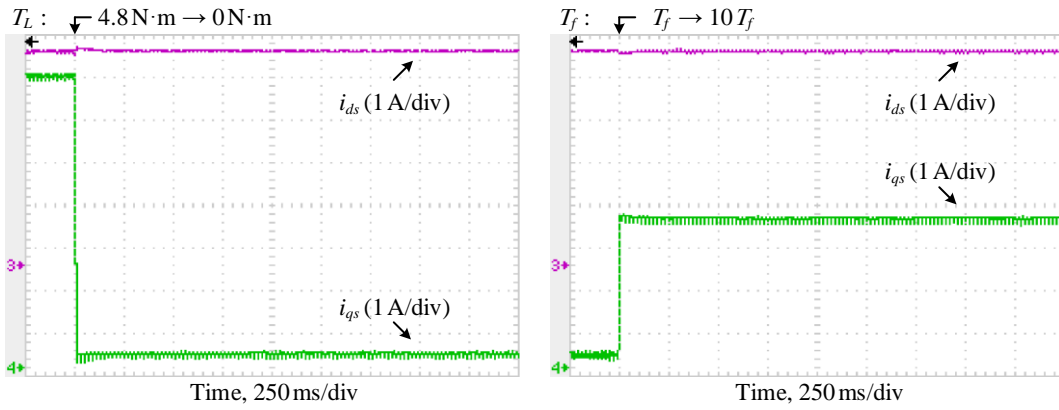 T_L : 4.8 N·m → 0 N·m
i_ds (1 A/div)
i_qs (1 A/div)
3
4
Time, 250 ms/div
T_f : T_f → 10 T_f
i_ds (1 A/div)
i_qs (1 A/div)
3
4
Time, 250 ms/div